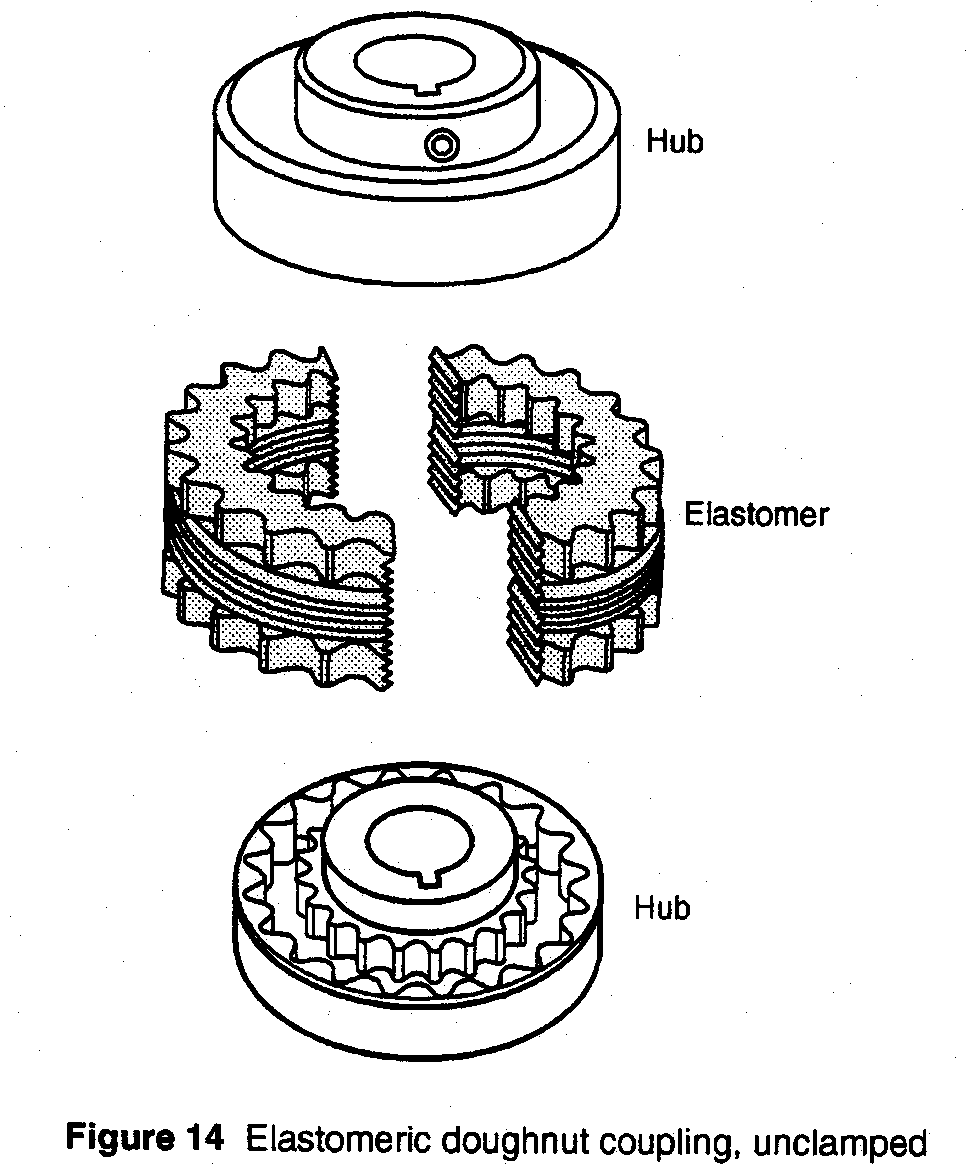 Hub
Elastomer
Hub
Figure 14 Elastomeric doughnut coupling, unclamped